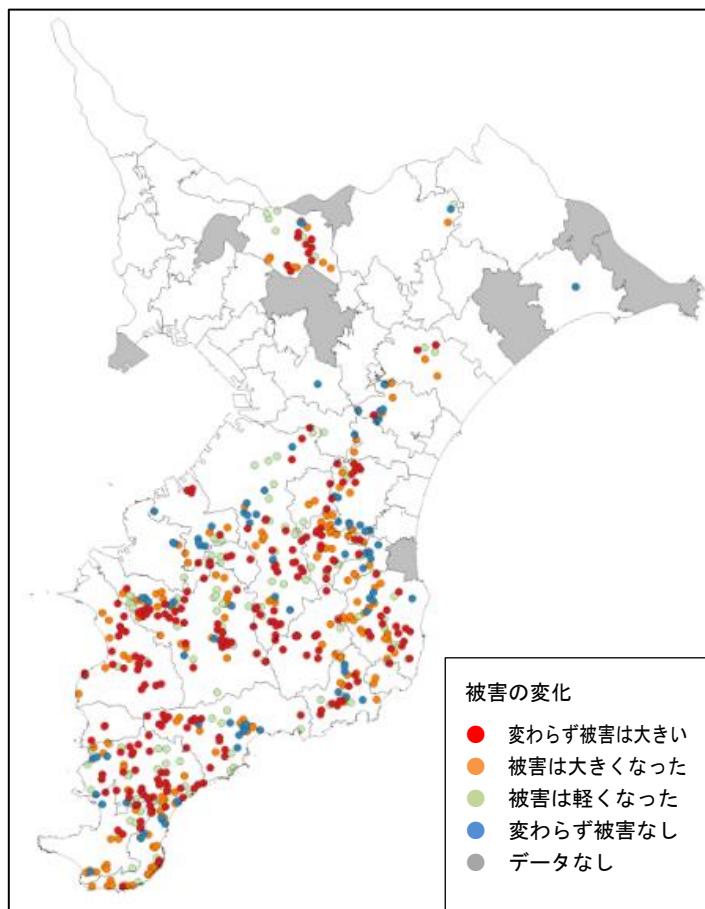 被害の変化
変わらず被害は大きい
被害は大きくなった
被害は軽くなった
変わらず被害なし
データなし